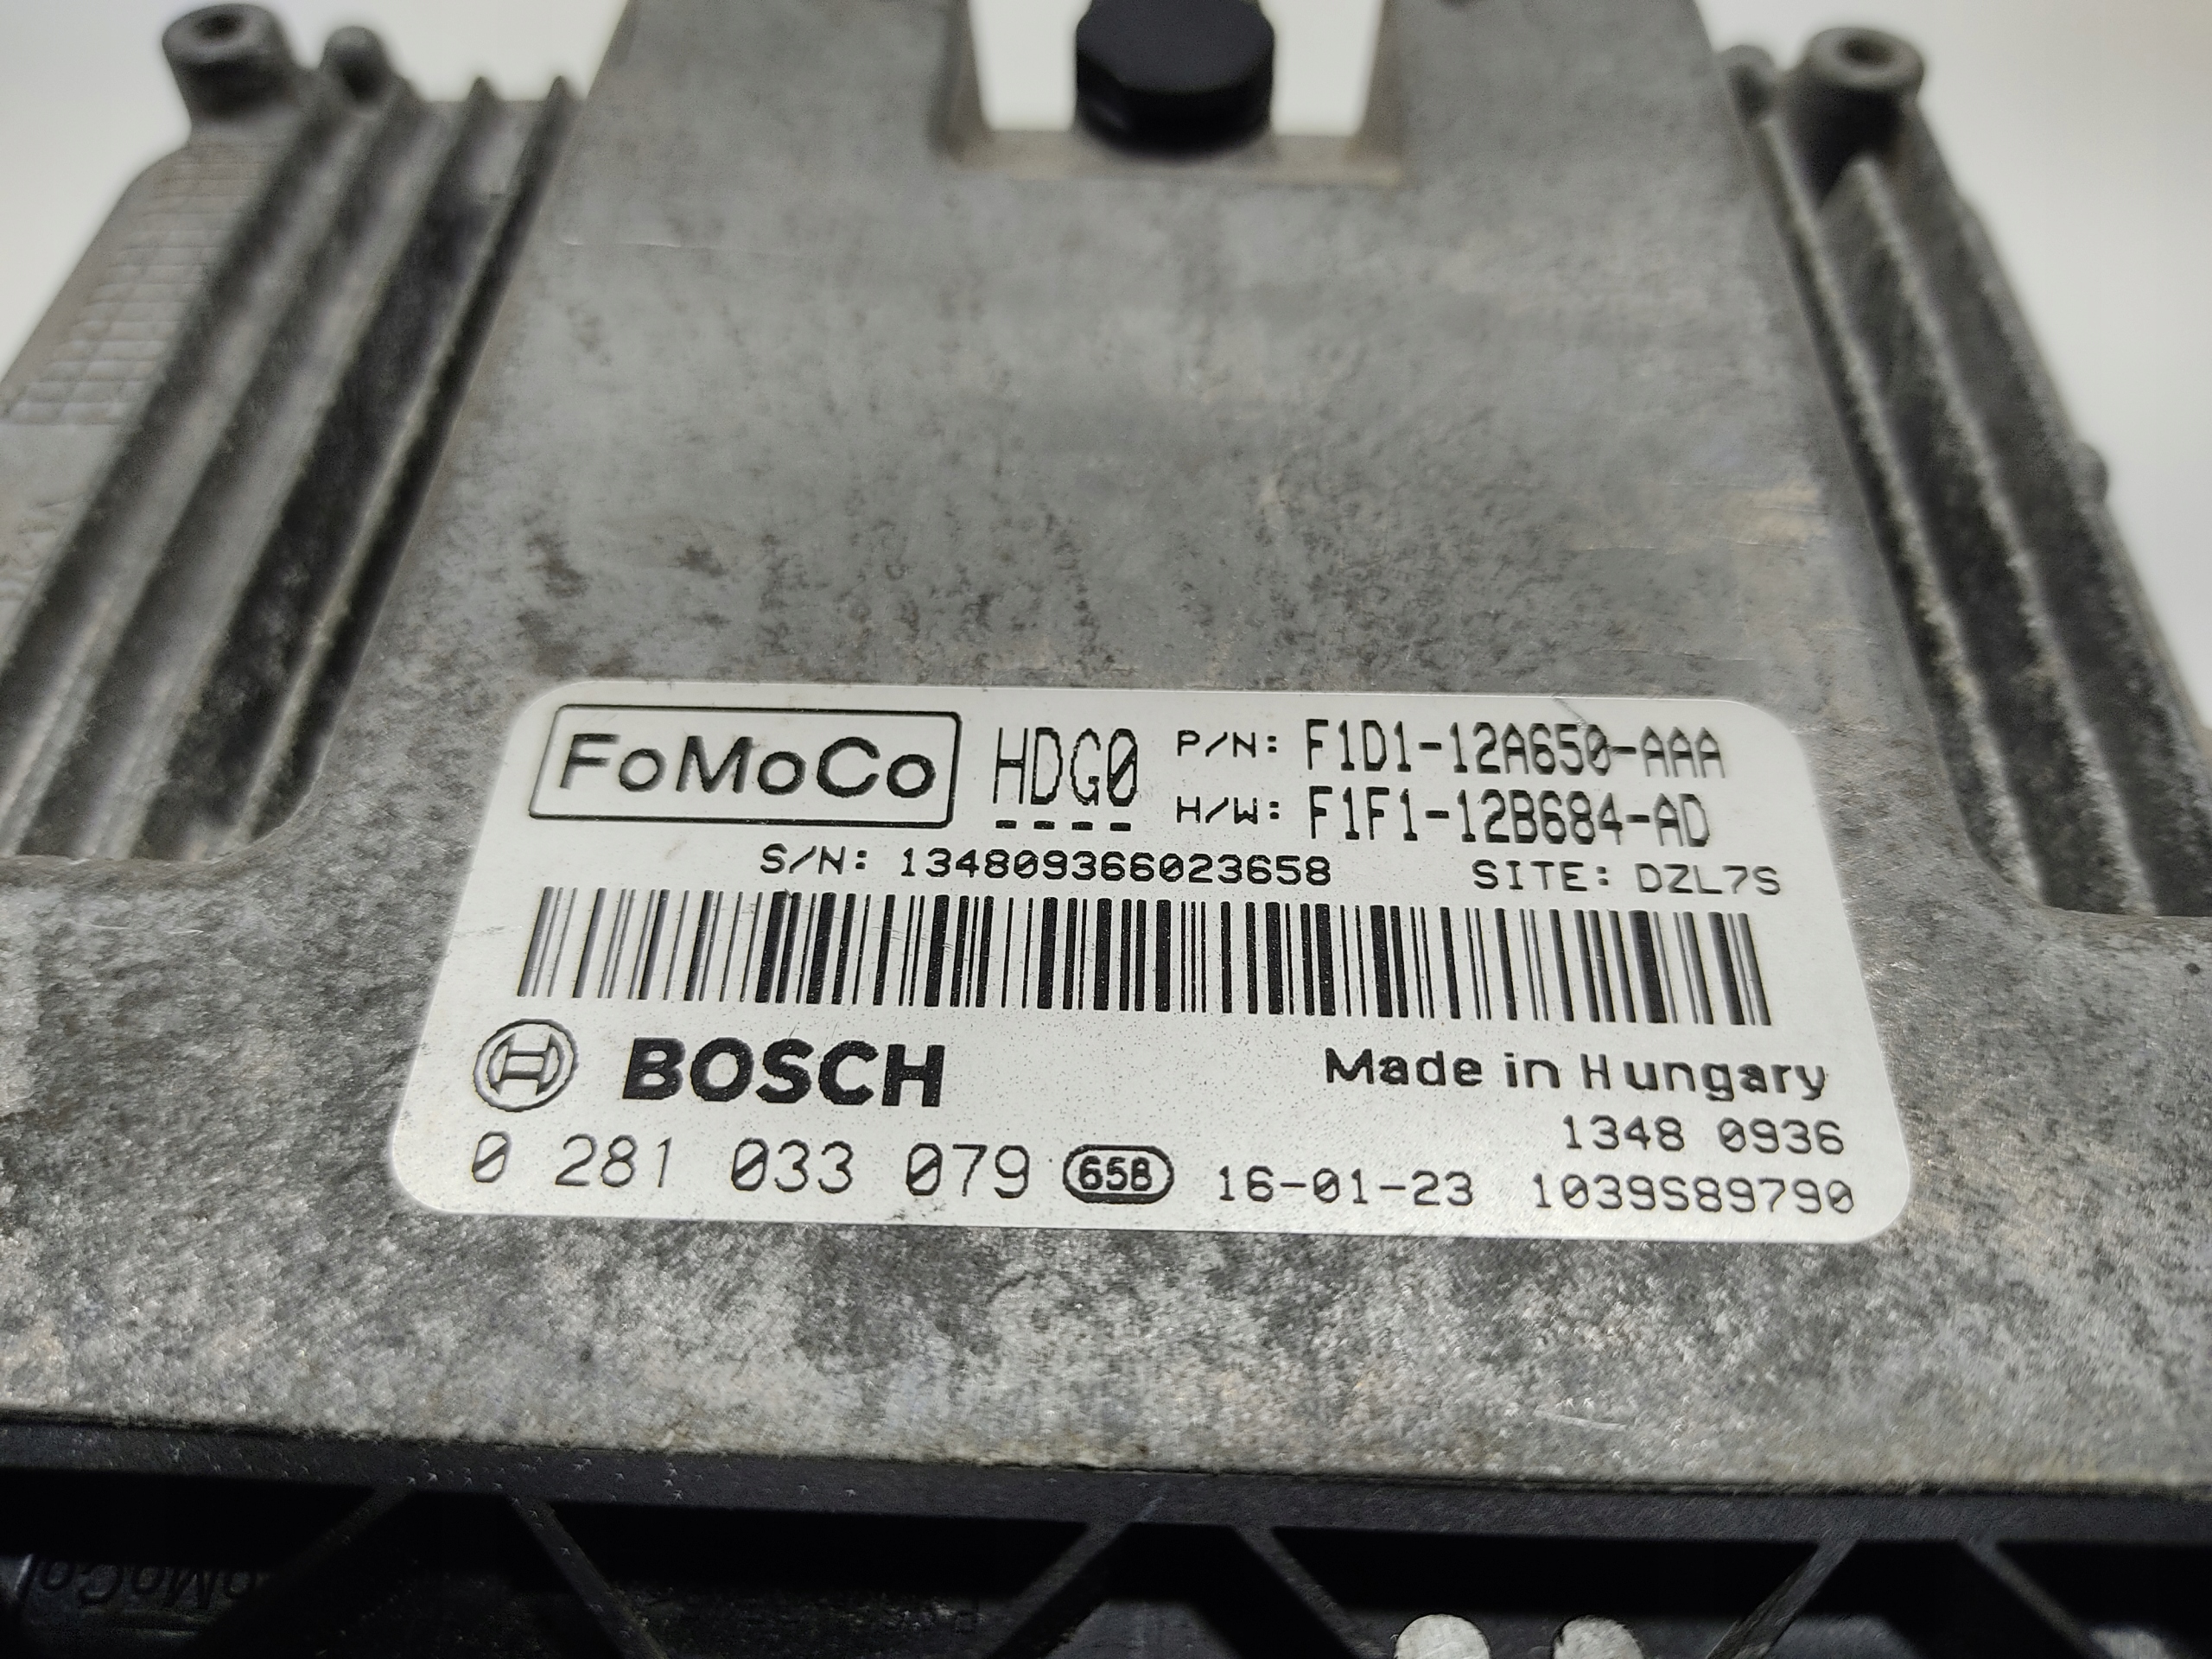 FoMoCo HDG0 P/N: F1D1-12A650-AAA
---- H/W: F1F1-12B684-AD
S/N: 134809366023658 SITE: DZL7S
BOSCH Made in Hungary
1348 0936
0 281 033 079 658 16-01-23 1039S89790
FoMoCo